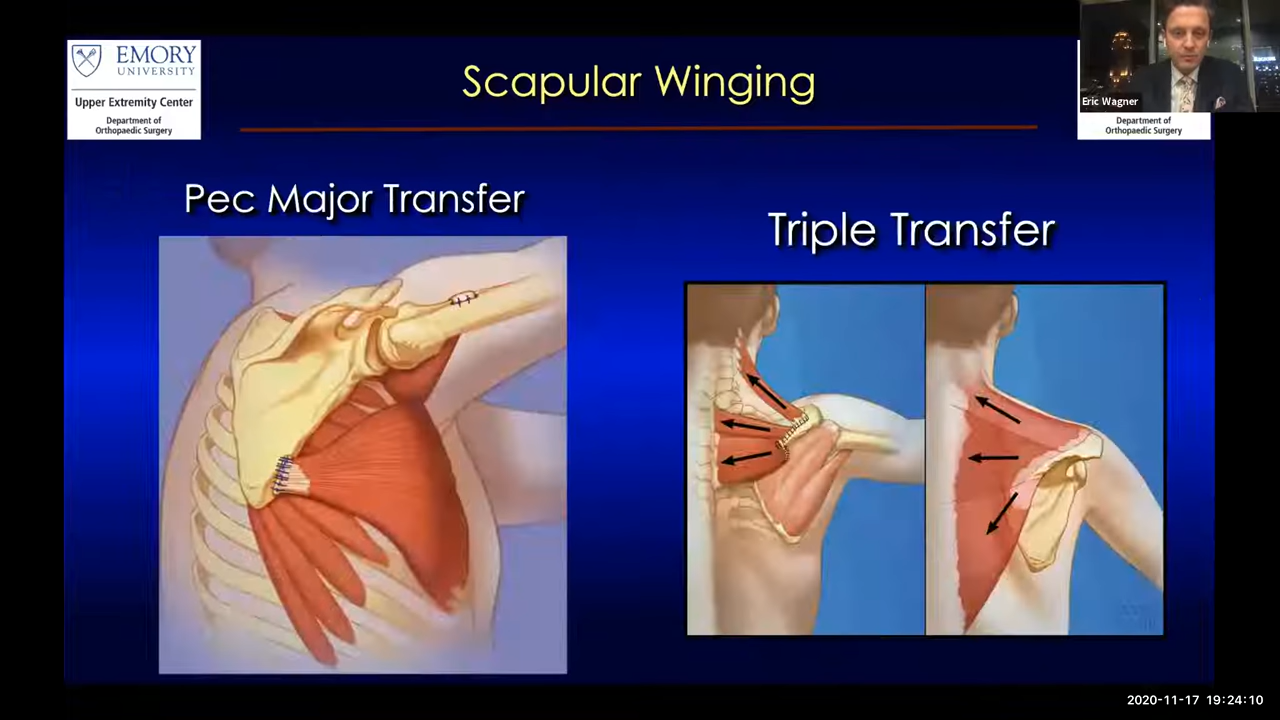 EMORY
UNIVERSITY
Upper Extremity Center
Department of
Orthopaedic Surgery
Scapular Winging
Eric Wagner
Department of
Orthopaedic Surgery
Pec Major Transfer
Triple Transfer
2020-11-17 19:24:10